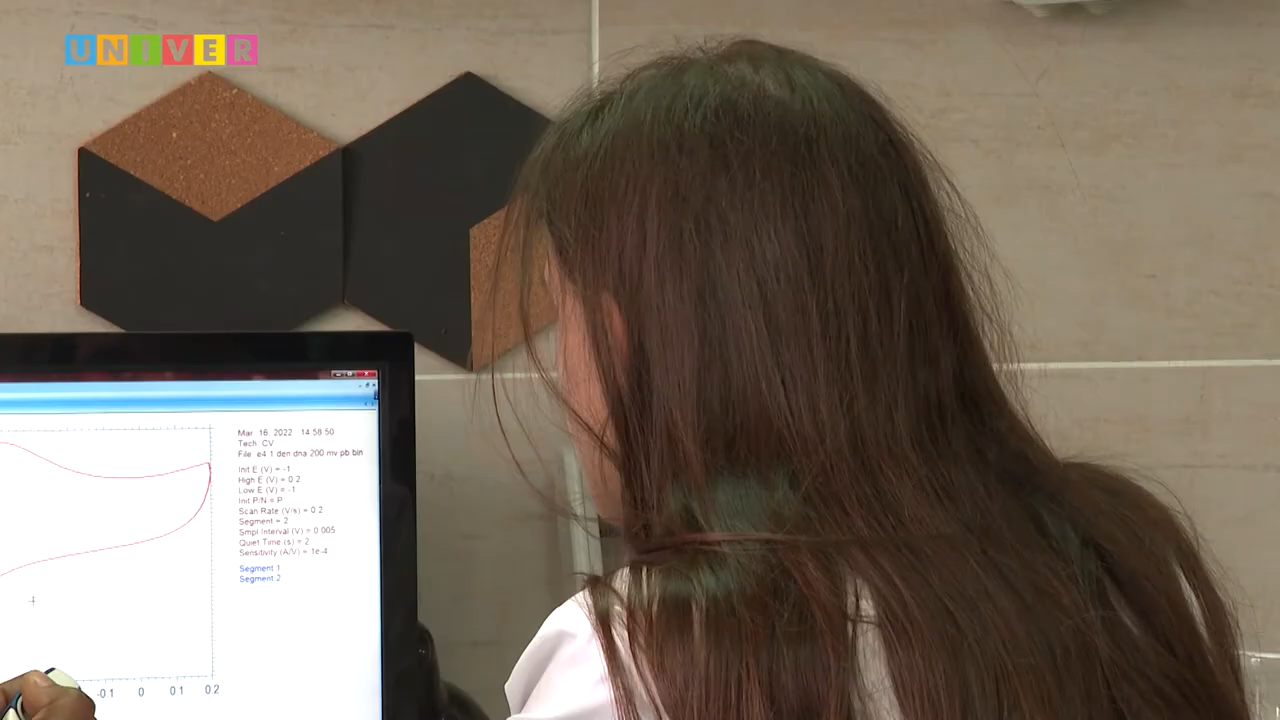 UNIVER
Mar. 16, 2022 14:58:50
Tech: CV
File: e4 1 den dna 200 mv pb.bin
Init E (V) = -1
High E (V) = 0.2
Low E (V) = -1
Init P/N = P
Scan Rate (V/s) = 0.2
Segment = 2
Smpl Interval (V) = 0.005
Quiet Time (s) = 2
Sensitivity (A/V) = 1e-4
Segment 1
Segment 2
-0.1 0 0.1 0.2